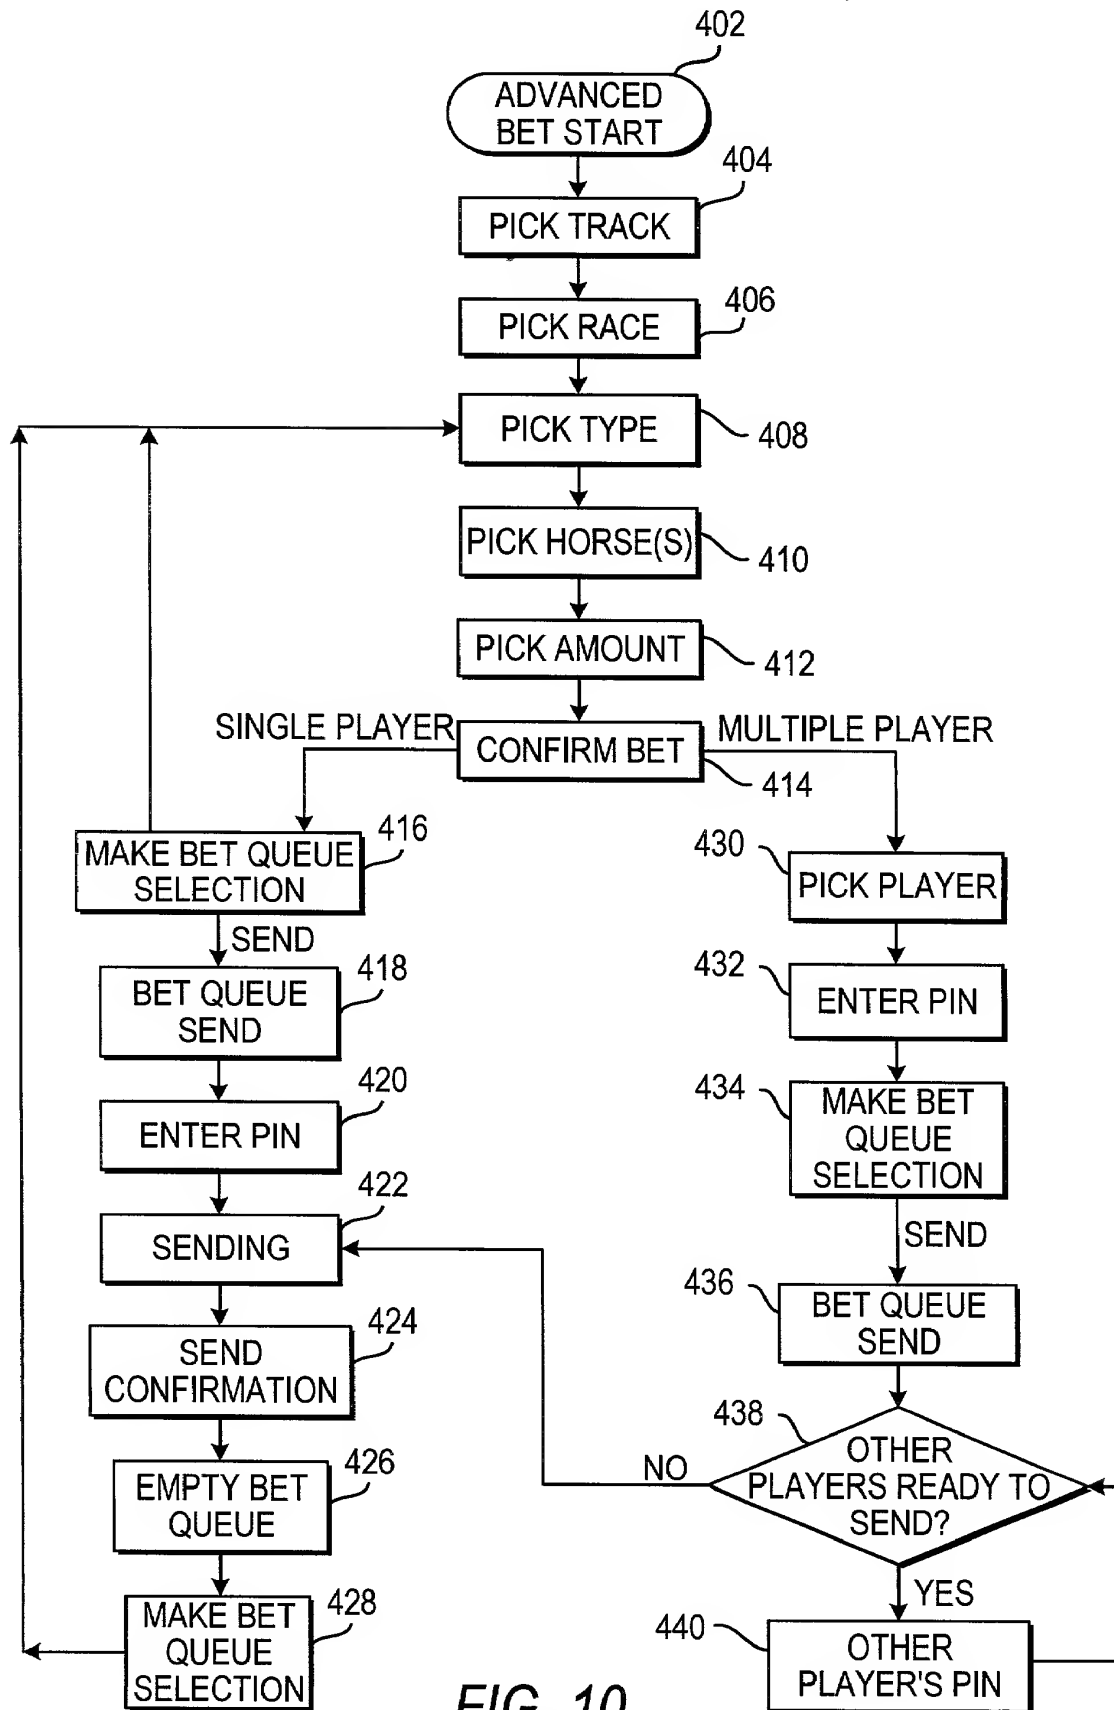 402
ADVANCED
BET START
404
PICK TRACK
406
PICK RACE
PICK TYPE
408
PICK HORSE(S)
410
PICK AMOUNT
412
SINGLE PLAYER
CONFIRM BET
MULTIPLE PLAYER
414
416
MAKE BET QUEUE
SELECTION
SEND
418
BET QUEUE
SEND
420
ENTER PIN
422
SENDING
424
SEND
CONFIRMATION
426
EMPTY BET
QUEUE
428
MAKE BET
QUEUE
SELECTION
430
PICK PLAYER
432
ENTER PIN
434
MAKE BET
QUEUE
SELECTION
SEND
436
BET QUEUE
SEND
438
OTHER
PLAYERS READY TO
SEND?
NO
YES
440
OTHER
PLAYER'S PIN
FIG. 10